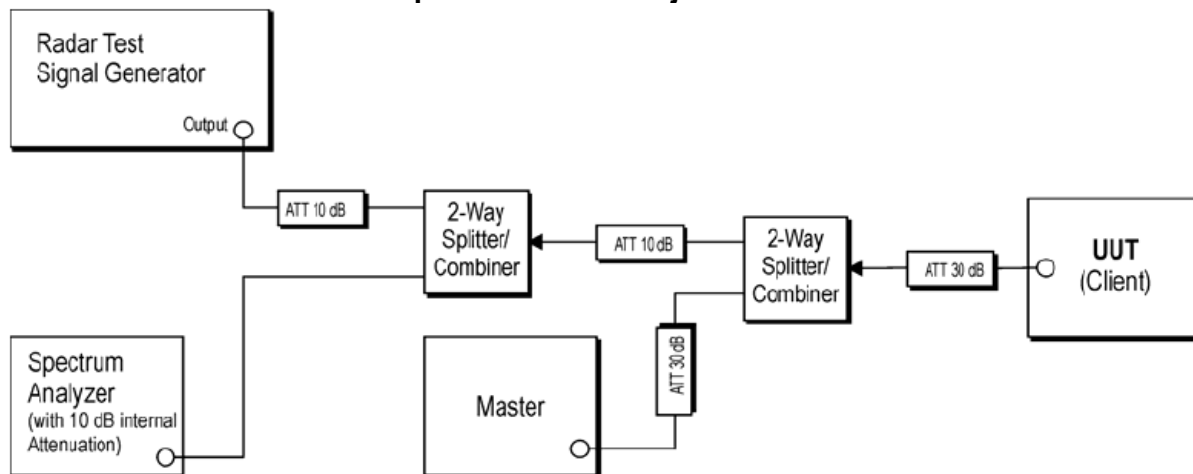 Radar Test
Signal Generator
Output
ATT 10 dB
2-Way
Splitter/
Combiner
ATT 10 dB
2-Way
Splitter/
Combiner
ATT 30 dB
UUT
(Client)
Spectrum
Analyzer
(with 10 dB internal
Attenuation)
Master
ATT 30 dB